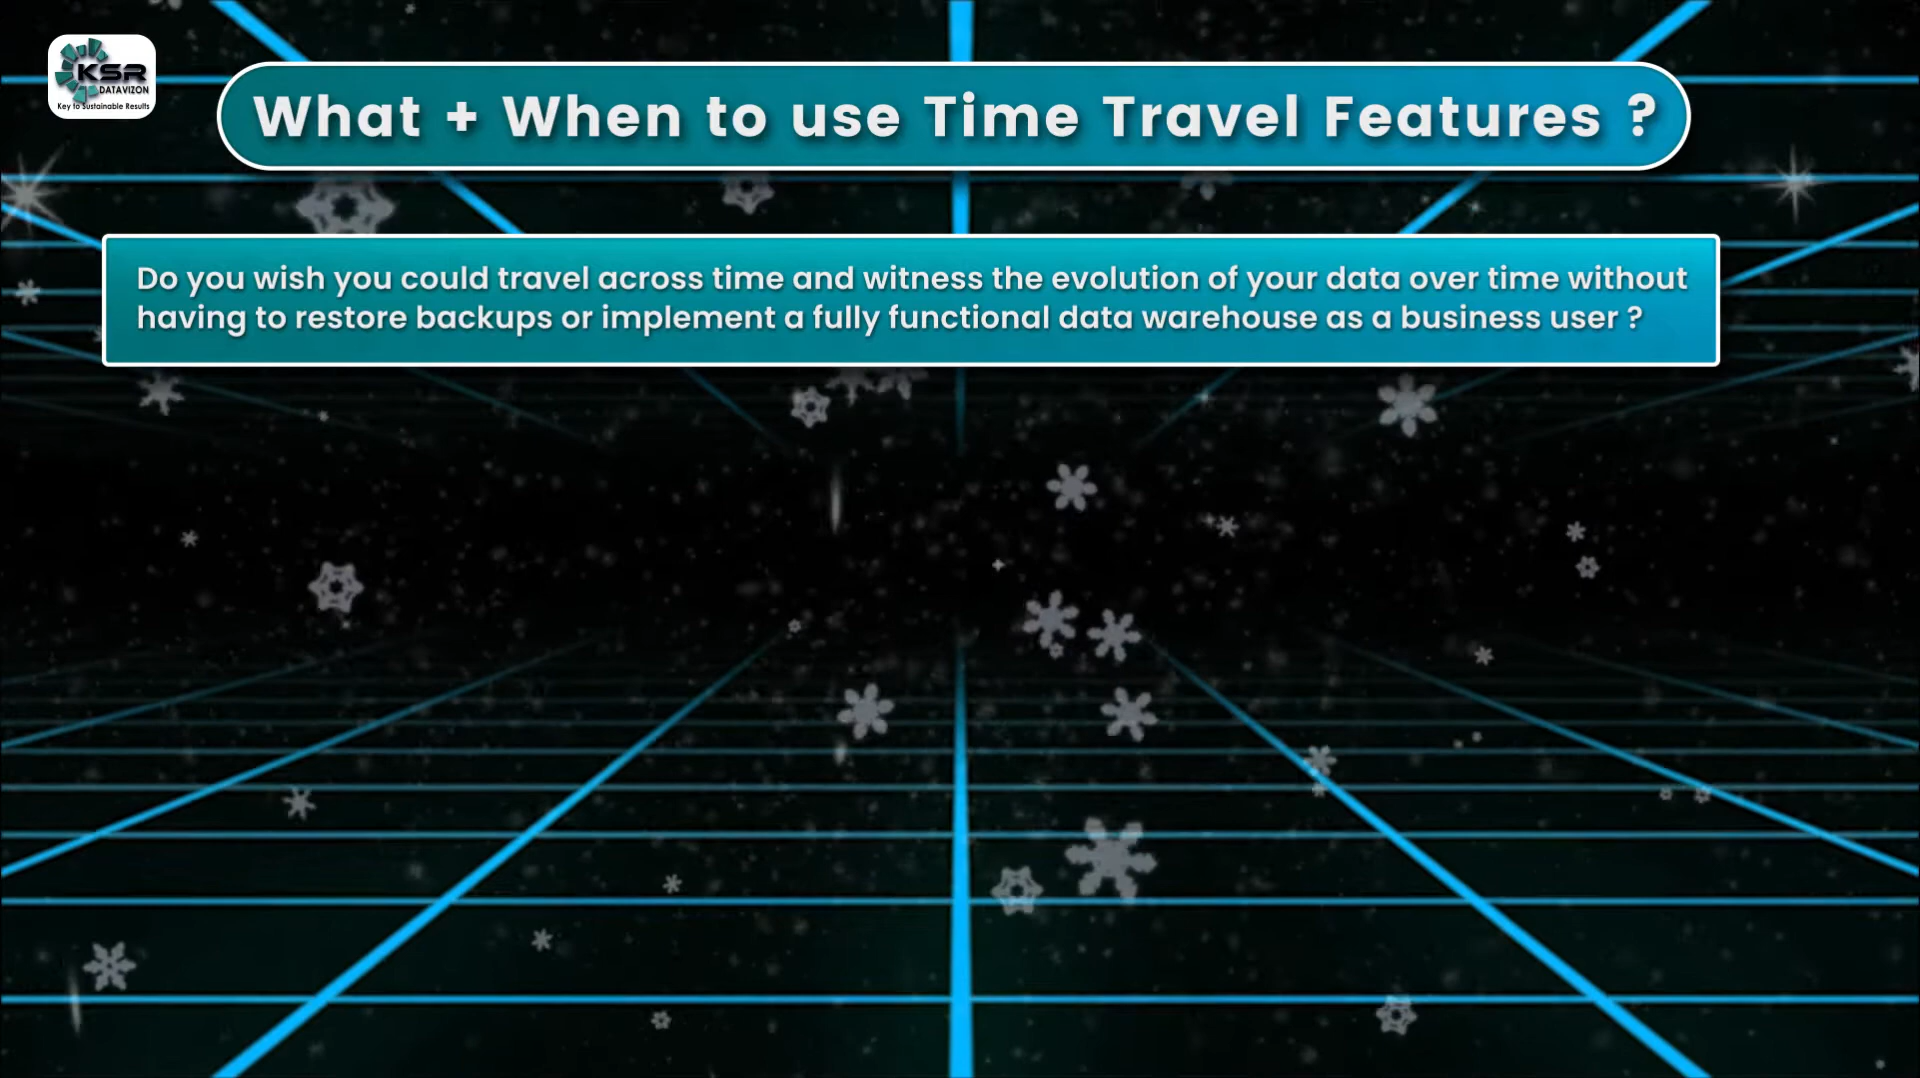 KSR
DATAVIZON
Key to Sustainable Results
What + When to use Time Travel Features ?
Do you wish you could travel across time and witness the evolution of your data over time without
having to restore backups or implement a fully functional data warehouse as a business user ?